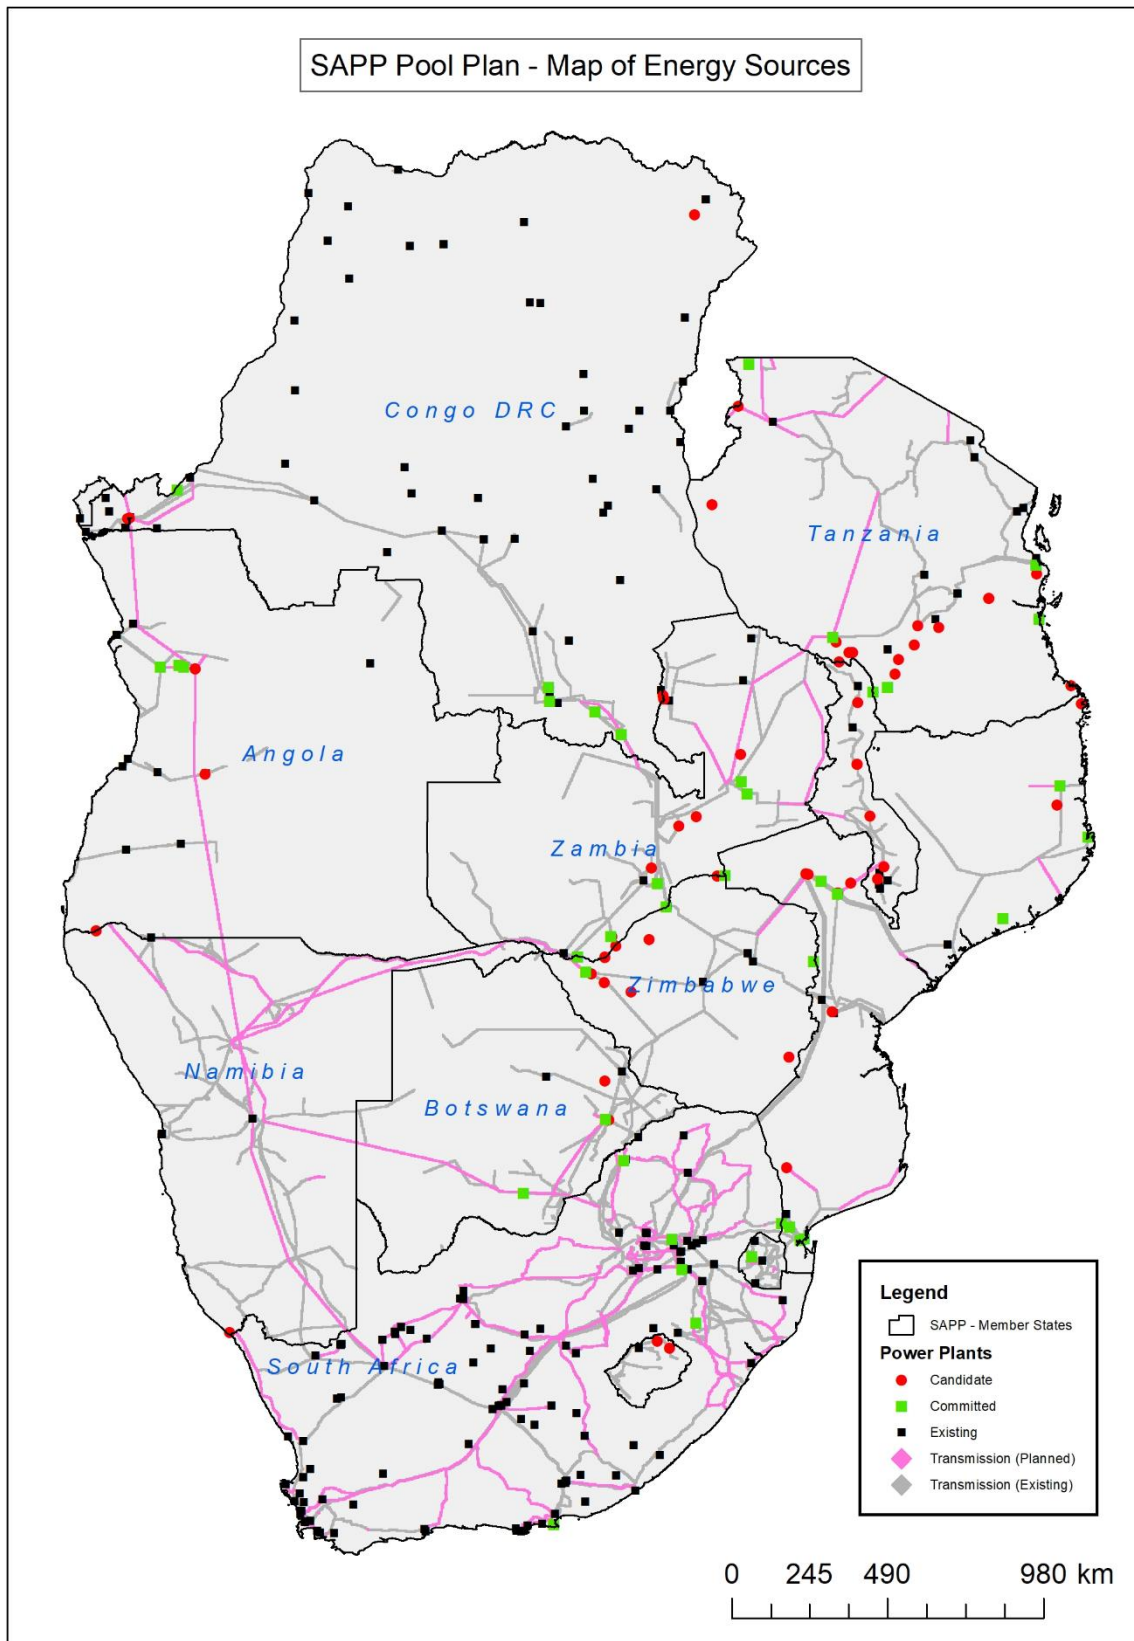 SAPP Pool Plan - Map of Energy Sources
Congo DRC
Tanzania
Angola
Zambia
Zimbabwe
Namibia
Botswana
South Africa
Legend
SAPP - Member States
Power Plants
Candidate
Committed
Existing
Transmission (Planned)
Transmission (Existing)
0 245 490 980 km